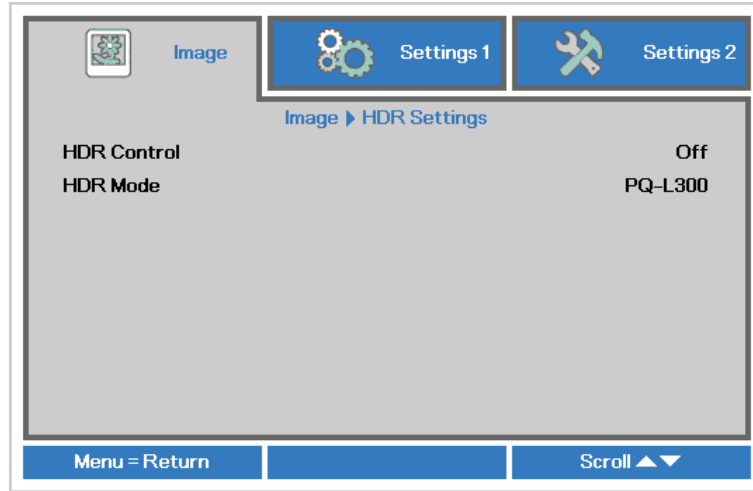 Image
Settings 1
Settings 2
Image ▶ HDR Settings
HDR Control Off
HDR Mode PQ-L300
Menu = Return
Scroll ▲▼